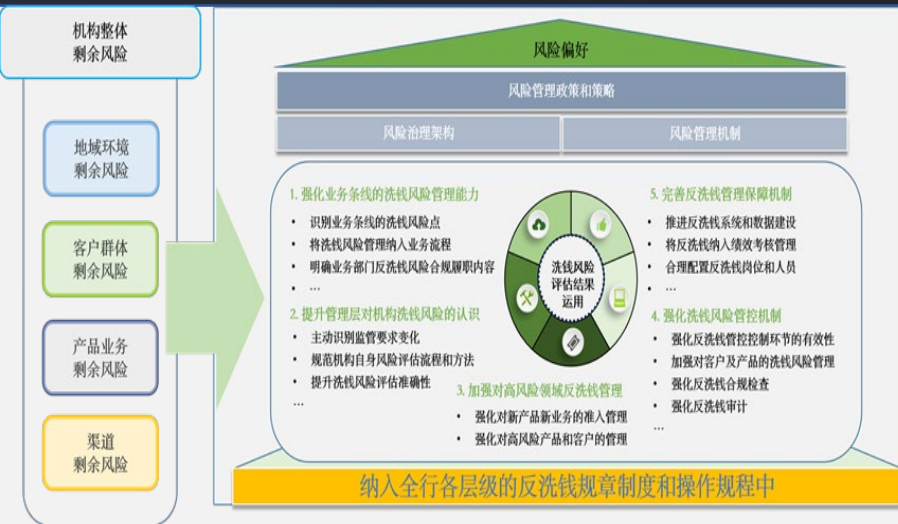 机构整体
剩余风险
地域环境
剩余风险
客户群体
剩余风险
产品业务
剩余风险
渠道
剩余风险
风险偏好
风险管理政策和策略
风险治理架构
风险管理机制
1. 强化业务条线的洗钱风险管理能力
• 识别业务条线的洗钱风险点
• 将洗钱风险管理纳入业务流程
• 明确业务部门反洗钱风险合规履职内容
• …
2. 提升管理层对机构洗钱风险的认识
• 主动识别监管要求变化
• 规范机构自身风险评估流程和方法
• 提升洗钱风险评估准确性
…
洗钱风险
评估结果
运用
3. 加强对高风险领域反洗钱管理
• 强化对新产品新业务的准入管理
• 强化对高风险产品和客户的管理
5. 完善反洗钱管理保障机制
• 推进反洗钱系统和数据建设
• 将反洗钱纳入绩效考核管理
• 合理配置反洗钱岗位和人员
• …
4. 强化洗钱风险管控机制
• 强化反洗钱管控控制环节的有效性
• 加强对客户及产品的洗钱风险管理
• 强化反洗钱合规检查
• 强化反洗钱审计
…
纳入全行各层级的反洗钱规章制度和操作规程中